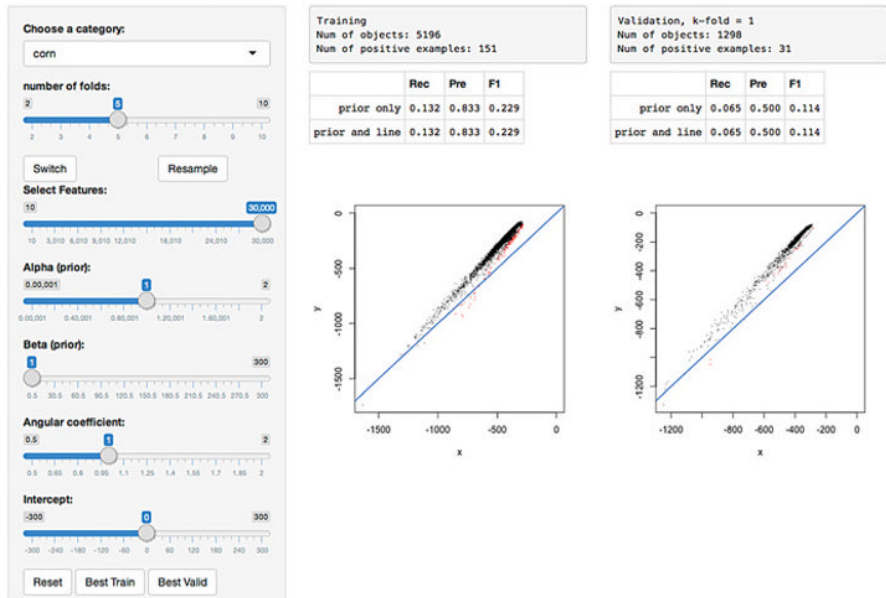 Choose a category:
corn
number of folds:
2 5 10
2 3 4 5 6 7 8 9 10
Switch Resample
Select Features:
10 30,000
10 3,010 6,010 9,010 12,010 18,010 24,010 30,000
Alpha (prior):
0.00,001 1 2
0.00,001 0.40,001 0.80,001 1.20,001 1.60,001 2
Beta (prior):
1 300
0.5 30.5 60.5 90.5 120.5 150.5 180.5 210.5 240.5 270.5 300
Angular coefficient:
0.5 1 2
0.5 0.65 0.8 0.95 1.1 1.25 1.4 1.55 1.7 1.85 2
Intercept:
-300 0 300
-300 -240 -180 -120 -60 0 60 120 180 240 300
Reset Best Train Best Valid
Training
Num of objects: 5196
Num of positive examples: 151
Rec Pre F1
prior only 0.132 0.833 0.229
prior and line 0.132 0.833 0.229
0
-500
-1000
-1500
y
-1500 -1000 -500 0
x
Validation, k-fold = 1
Num of objects: 1298
Num of positive examples: 31
Rec Pre F1
prior only 0.065 0.500 0.114
prior and line 0.065 0.500 0.114
0
-200
-400
-600
-800
-1200
y
-1200 -800 -600 -400 -200 0
x